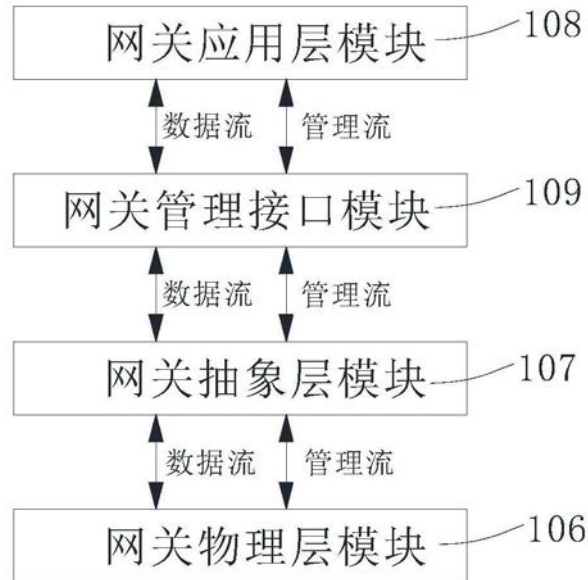 网关应用层模块 108
数据流 管理流
网关管理接口模块 109
数据流 管理流
网关抽象层模块 107
数据流 管理流
网关物理层模块 106